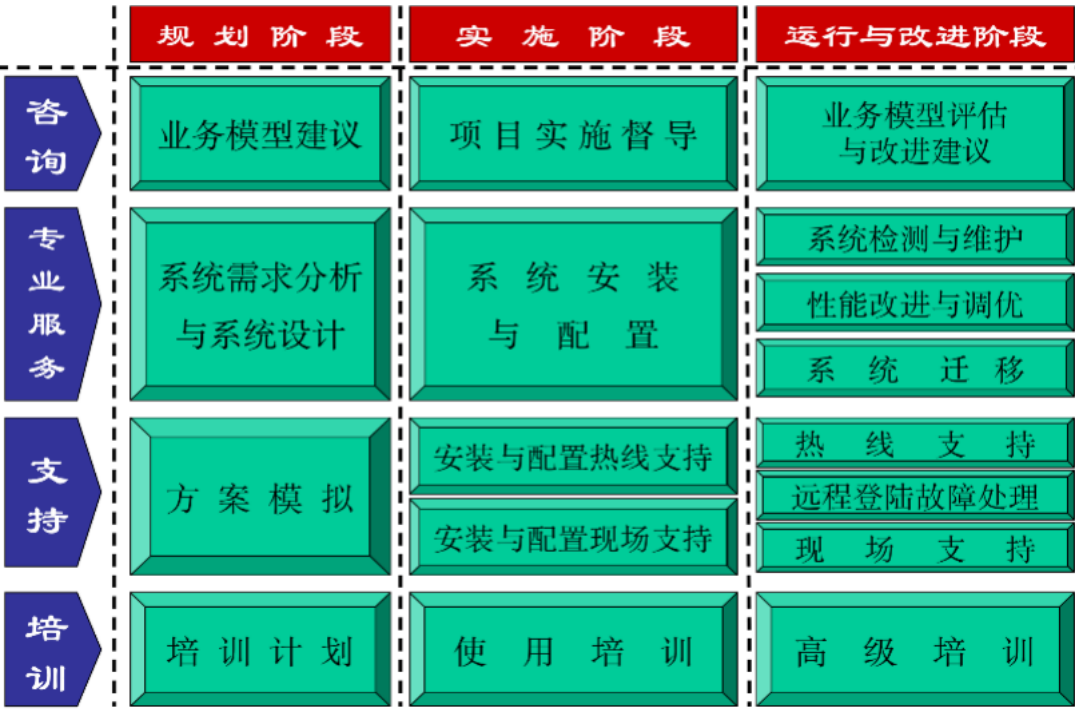 规划阶段
实施阶段
运行与改进阶段
咨询
业务模型建议
项目实施督导
业务模型评估
与改进建议
专业服务
系统需求分析
与系统设计
系统安装
与配置
系统检测与维护
性能改进与调优
系统迁移
支持
方案模拟
安装与配置热线支持
安装与配置现场支持
热线支持
远程登陆故障处理
现场支持
培训
培训计划
使用培训
高级培训